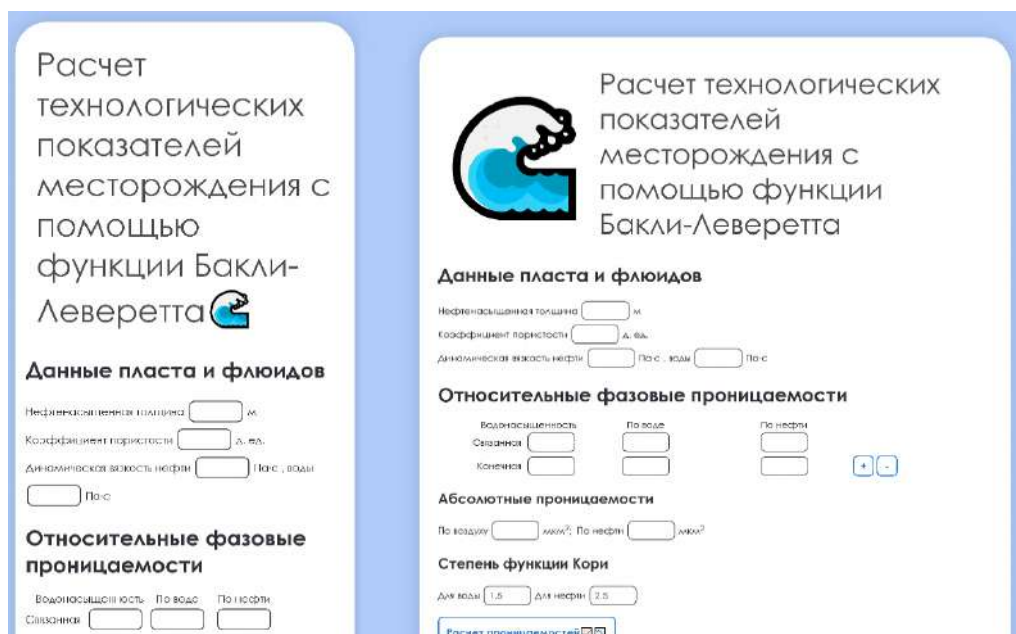 Расчет
технологических
показателей
месторождения с
помощью
функции Бакли-
Леверетта
Данные пласта и флюидов
Нефтенасыщенная толщина м
Коэффициент пористости д. ед.
Динамическая вязкость нефти Па·с , воды
Па·с
Относительные фазовые
проницаемости
Водонасыщенность По воде По нефти
Связанная
Расчет технологических
показателей
месторождения с
помощью функции
Бакли-Леверетта
Данные пласта и флюидов
Нефтенасыщенная толщина м
Коэффициент пористости д. ед.
Динамическая вязкость нефти Па·с , воды Па·с
Относительные фазовые проницаемости
Водонасыщенность По воде По нефти
Связанная
Конечная + -
Абсолютные проницаемости
По воздуху мкм²; По нефти мкм²
Степень функции Кори
Для воды 1.5 Для нефти 2.5
Расчет проницаемостей